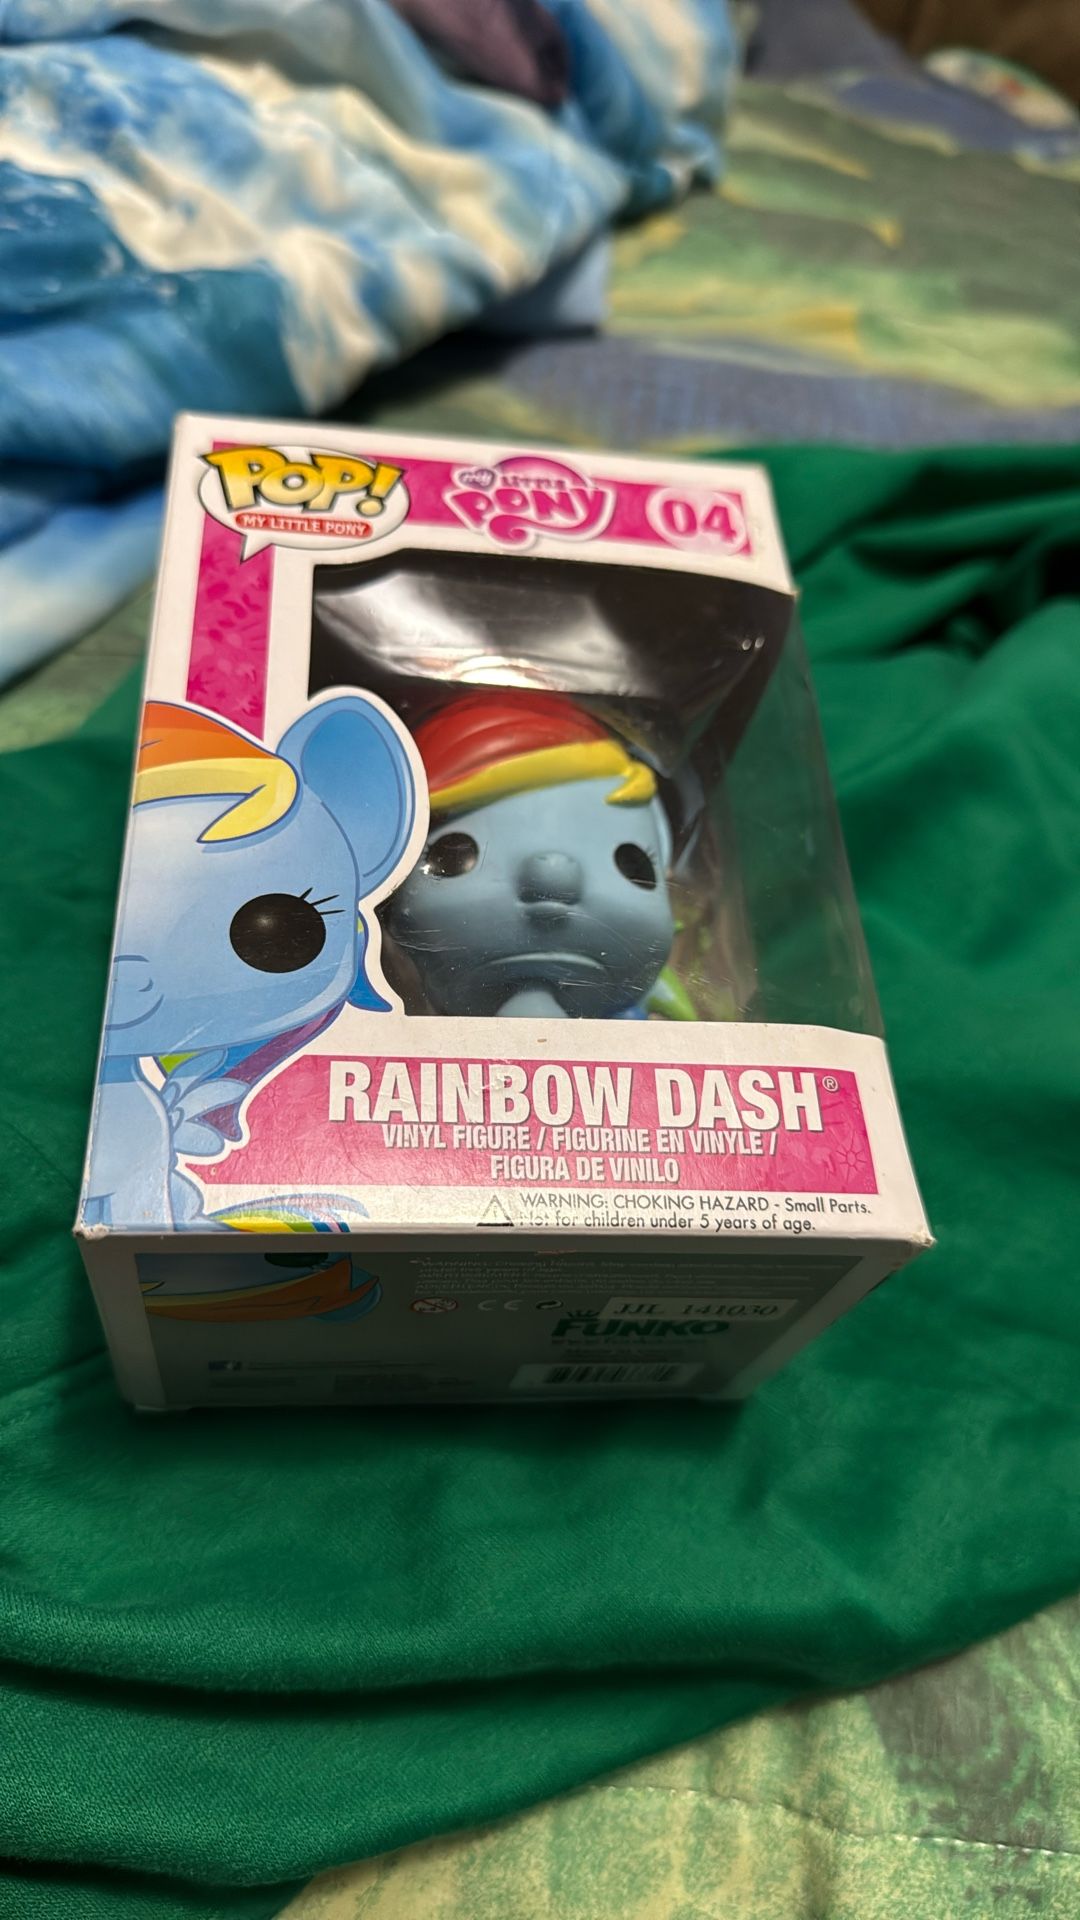 POP!
MY LITTLE PONY
MY LITTLE
PONY
04
RAINBOW DASH®
VINYL FIGURE / FIGURINE EN VINYLE /
FIGURA DE VINILO
WARNING: CHOKING HAZARD - Small Parts.
Not for children under 5 years of age.
CE
JJL 141030
FUNKO